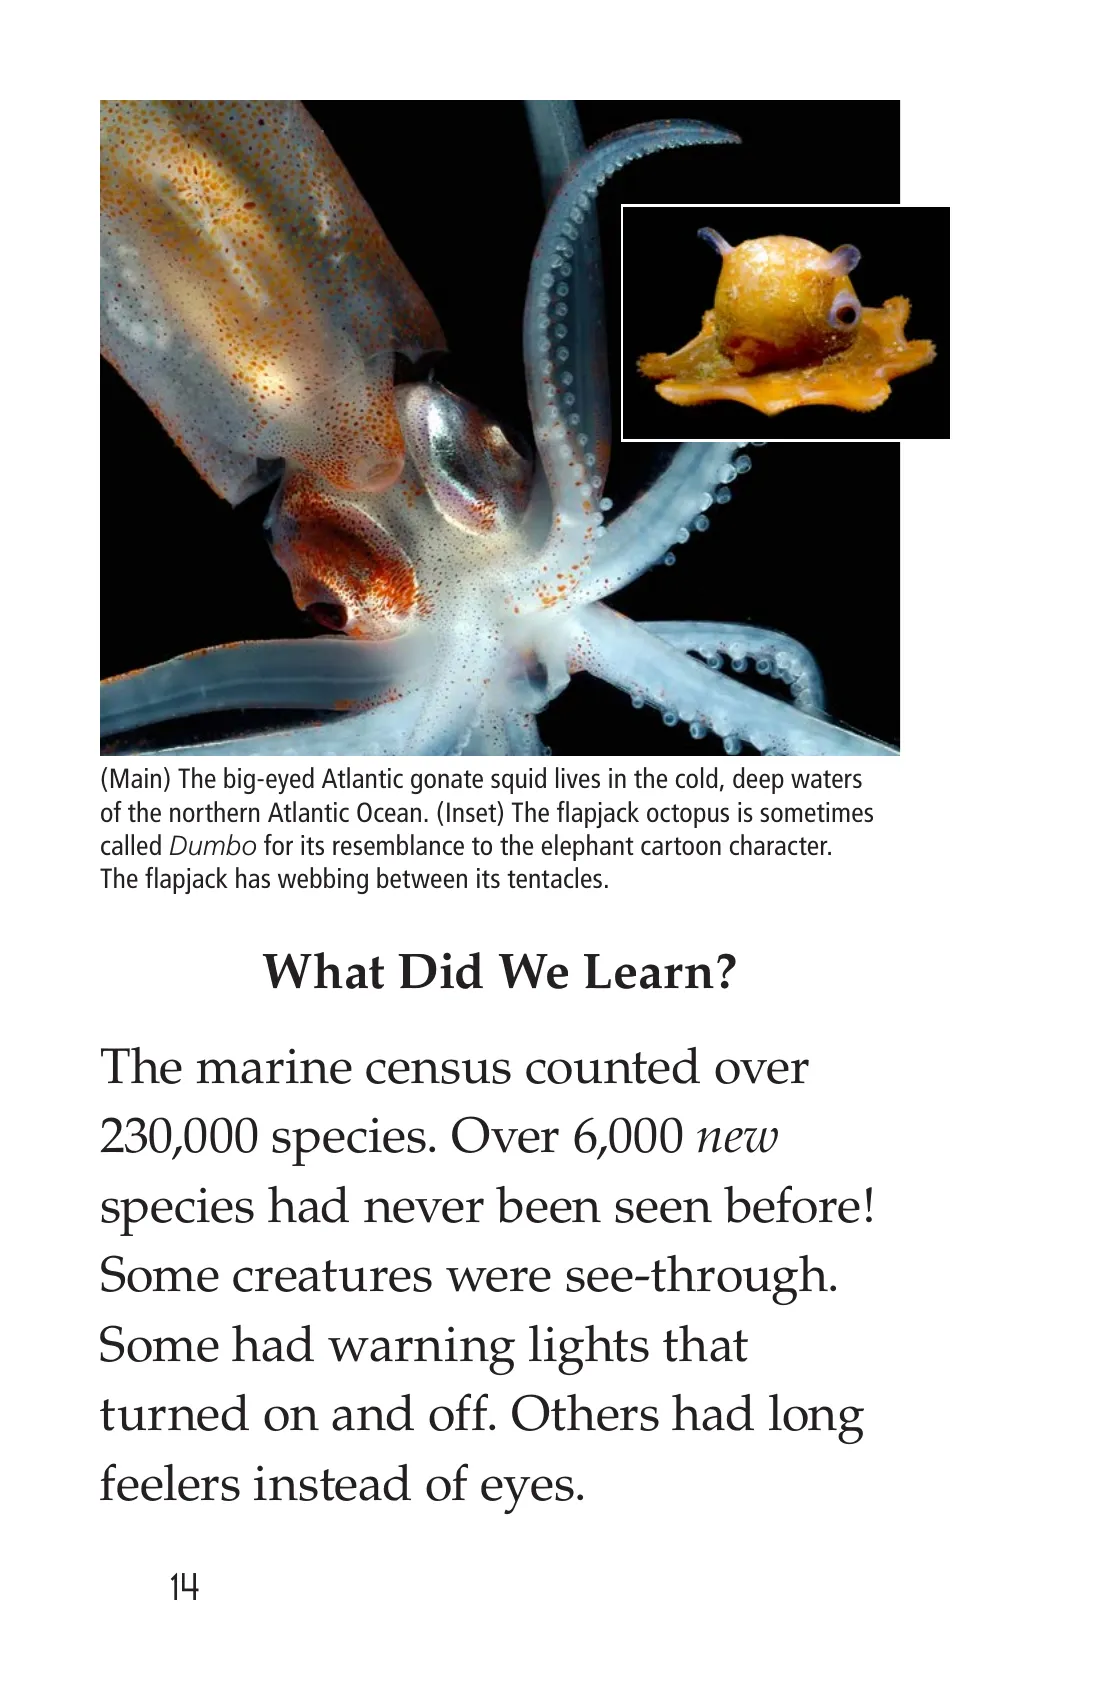 (Main) The big-eyed Atlantic gonate squid lives in the cold, deep waters
of the northern Atlantic Ocean. (Inset) The flapjack octopus is sometimes
called Dumbo for its resemblance to the elephant cartoon character.
The flapjack has webbing between its tentacles.
What Did We Learn?
The marine census counted over
230,000 species. Over 6,000 new
species had never been seen before!
Some creatures were see-through.
Some had warning lights that
turned on and off. Others had long
feelers instead of eyes.
14